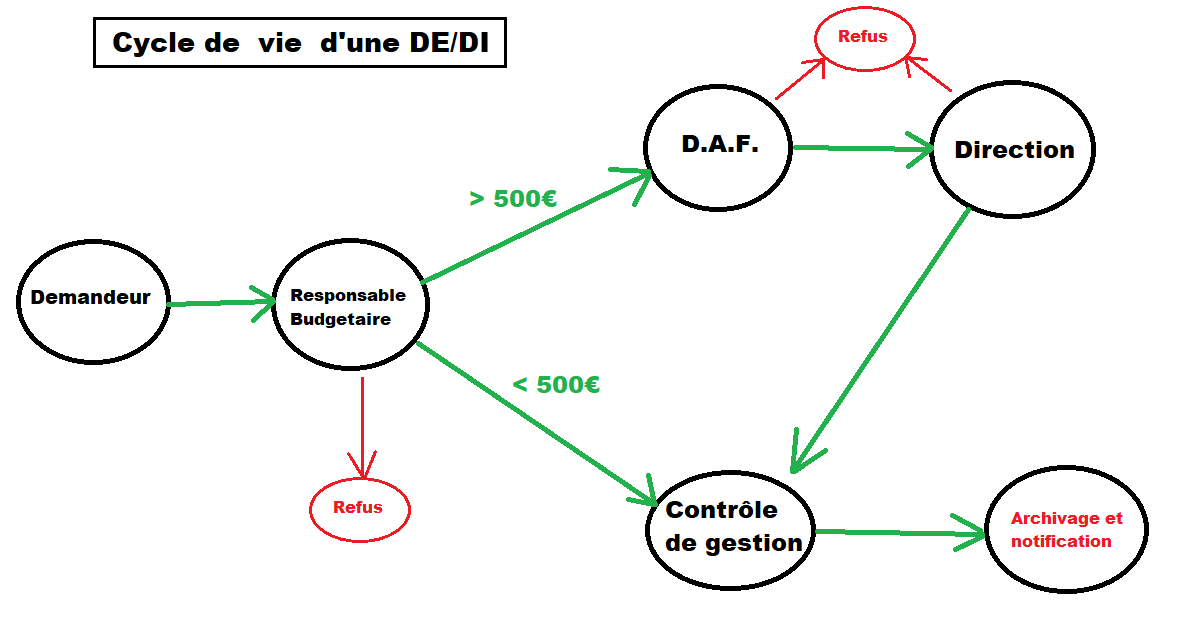 Cycle de vie d'une DE/DI
Refus
D.A.F.
Direction
> 500€
Demandeur
Responsable
Budgetaire
< 500€
Refus
Contrôle
de gestion
Archivage et
notification